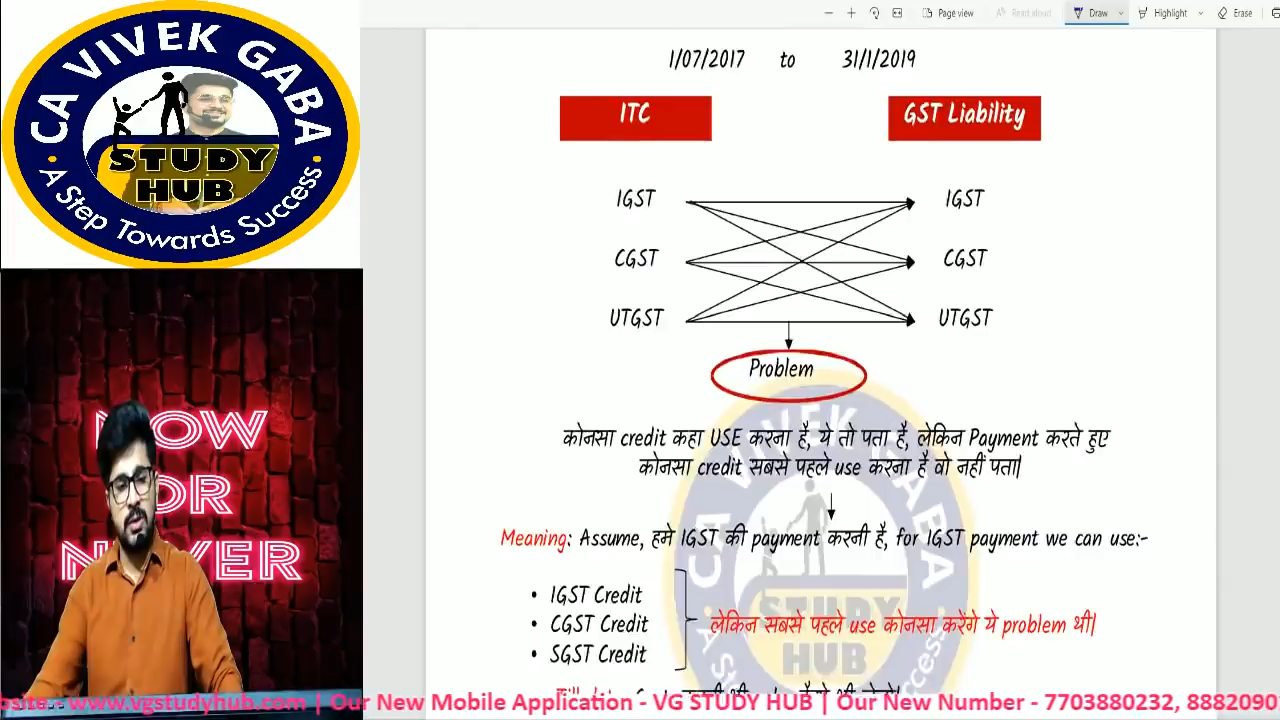 CA VIVEK GABA
STUDY
HUB
A Step Towards Success
Page view
Read aloud
Draw
Highlight
Erase
1/07/2017 to 31/1/2019
ITC
GST Liability
IGST
IGST
CGST
CGST
UTGST
UTGST
Problem
कोनसा credit कहा USE करना है, ये तो पता है, लेकिन Payment करते हुए
कोनसा credit सबसे पहले use करना है वो नहीं पता|
Meaning: Assume, हमे IGST की payment करनी है, for IGST payment we can use:-
• IGST Credit
• CGST Credit
• SGST Credit
लेकिन सबसे पहले use कोनसा करेंगे ये problem थी|
NOW
OR
NEVER
- www.vgstudyhub.com | Our New Mobile Application - VG STUDY HUB | Our New Number - 7703880232, 8882090